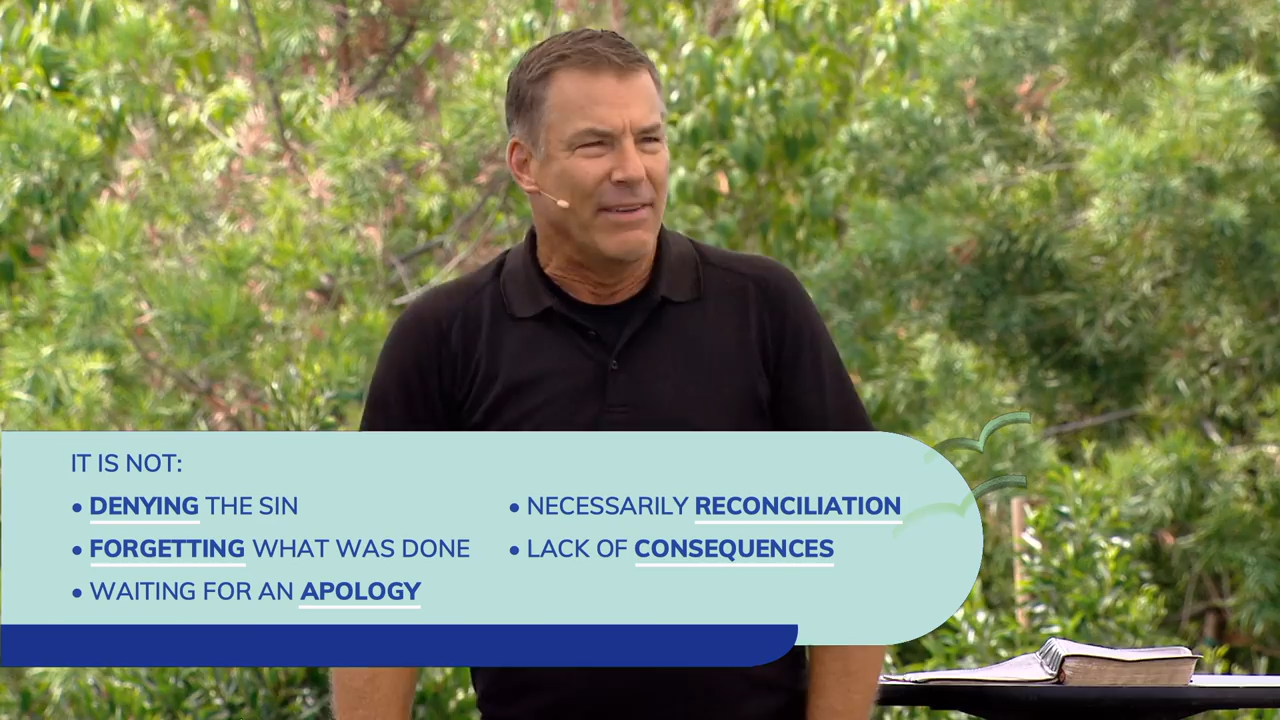 IT IS NOT:
• DENYING THE SIN
• FORGETTING WHAT WAS DONE
• WAITING FOR AN APOLOGY
• NECESSARILY RECONCILIATION
• LACK OF CONSEQUENCES